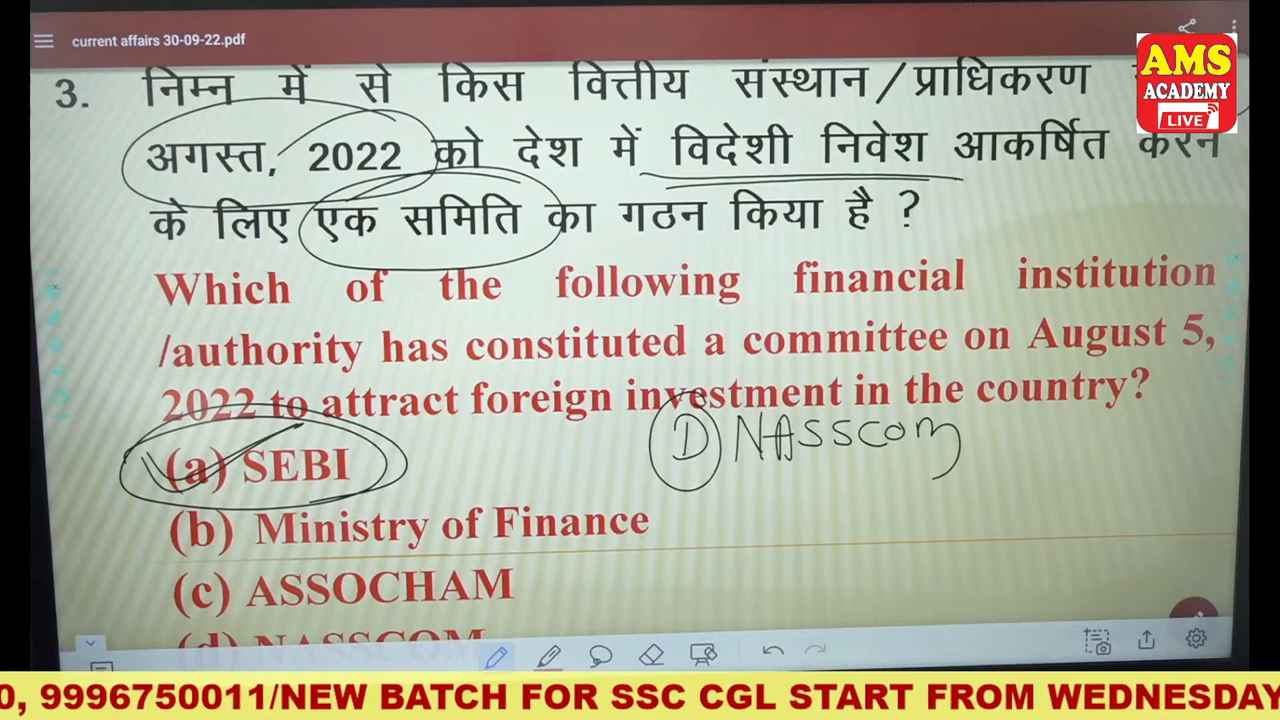 current affairs 30-09-22.pdf
AMS
ACADEMY
LIVE
3. निम्न में से किस वित्तीय संस्थान/प्राधिकरण
अगस्त, 2022 को देश में विदेशी निवेश आकर्षित करने
के लिए एक समिति का गठन किया है ?
Which of the following financial institution
/authority has constituted a committee on August 5,
2022 to attract foreign investment in the country?
(a) SEBI
D NASSCOM
(b) Ministry of Finance
(c) ASSOCHAM
(d) NASSCOM
0, 9996750011/NEW BATCH FOR SSC CGL START FROM WEDNESDAY